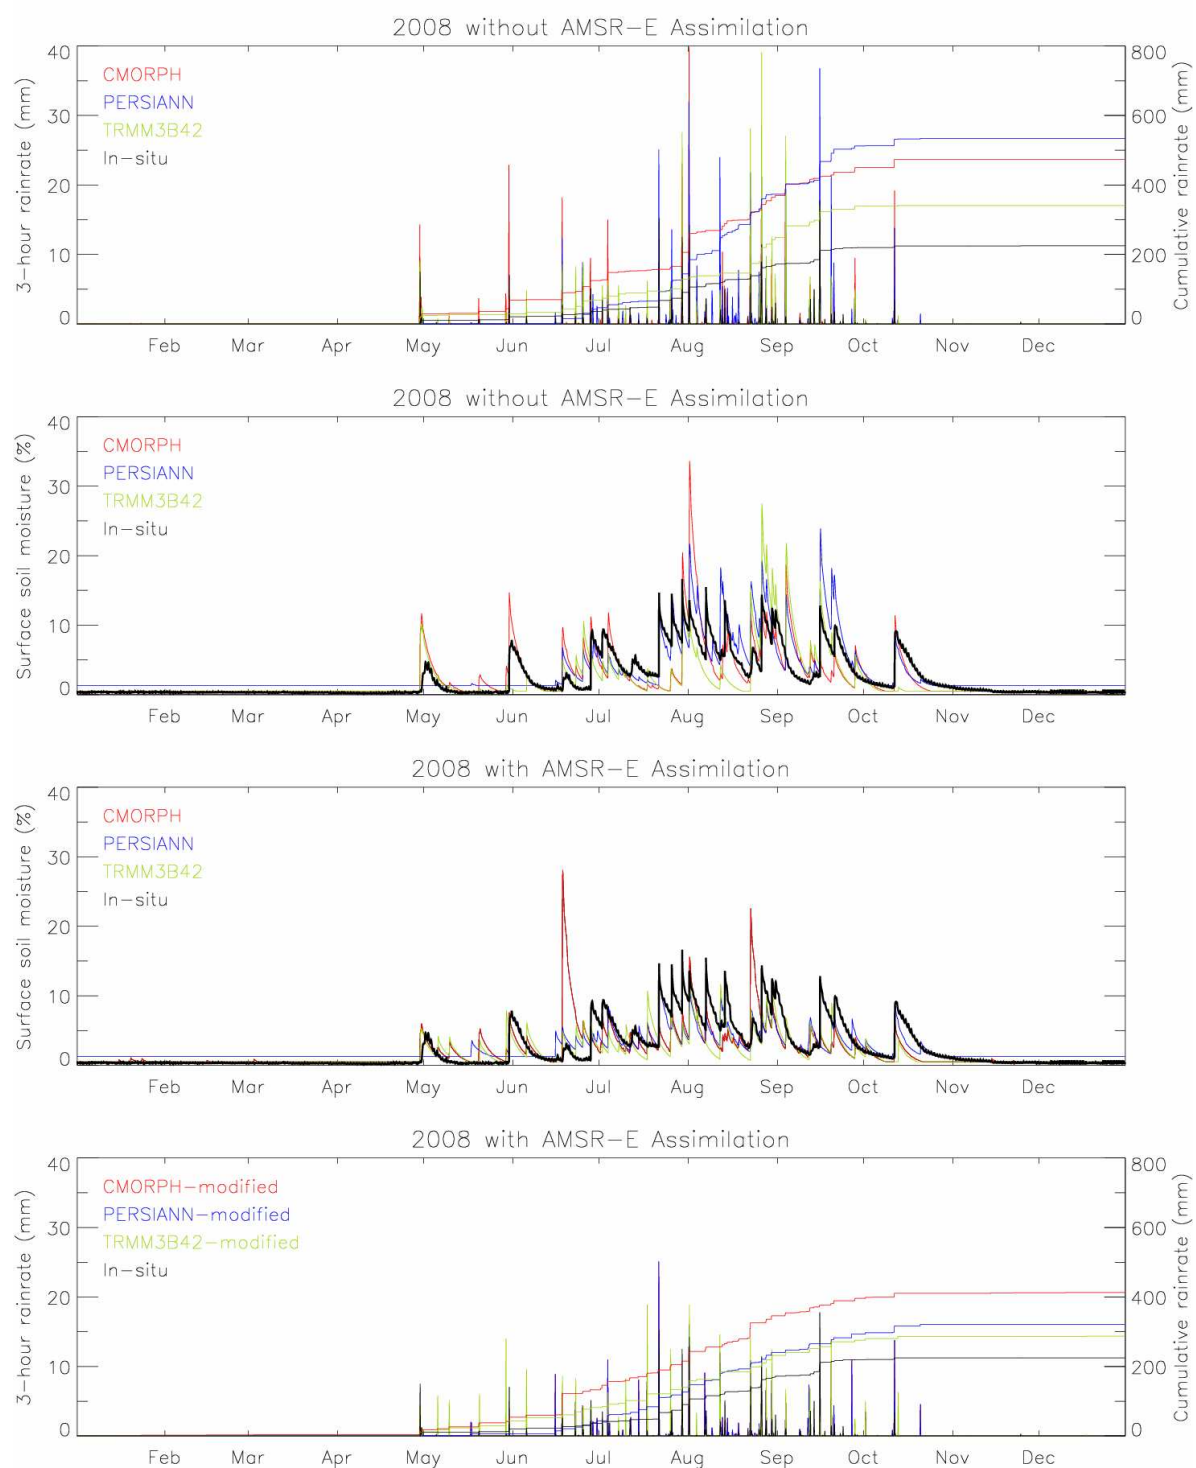 2008 without AMSR-E Assimilation
3-hour rainrate (mm)
40
30
20
10
0
CMORPH
PERSIANN
TRMM3B42
In-situ
800
600
400
200
0
Cumulative rainrate (mm)
Feb Mar Apr May Jun Jul Aug Sep Oct Nov Dec
2008 without AMSR-E Assimilation
Surface soil moisture (%)
40
30
20
10
0
CMORPH
PERSIANN
TRMM3B42
In-situ
Feb Mar Apr May Jun Jul Aug Sep Oct Nov Dec
2008 with AMSR-E Assimilation
Surface soil moisture (%)
40
30
20
10
0
CMORPH
PERSIANN
TRMM3B42
In-situ
Feb Mar Apr May Jun Jul Aug Sep Oct Nov Dec
2008 with AMSR-E Assimilation
3-hour rainrate (mm)
40
30
20
10
0
CMORPH-modified
PERSIANN-modified
TRMM3B42-modified
In-situ
800
600
400
200
0
Cumulative rainrate (mm)
Feb Mar Apr May Jun Jul Aug Sep Oct Nov Dec